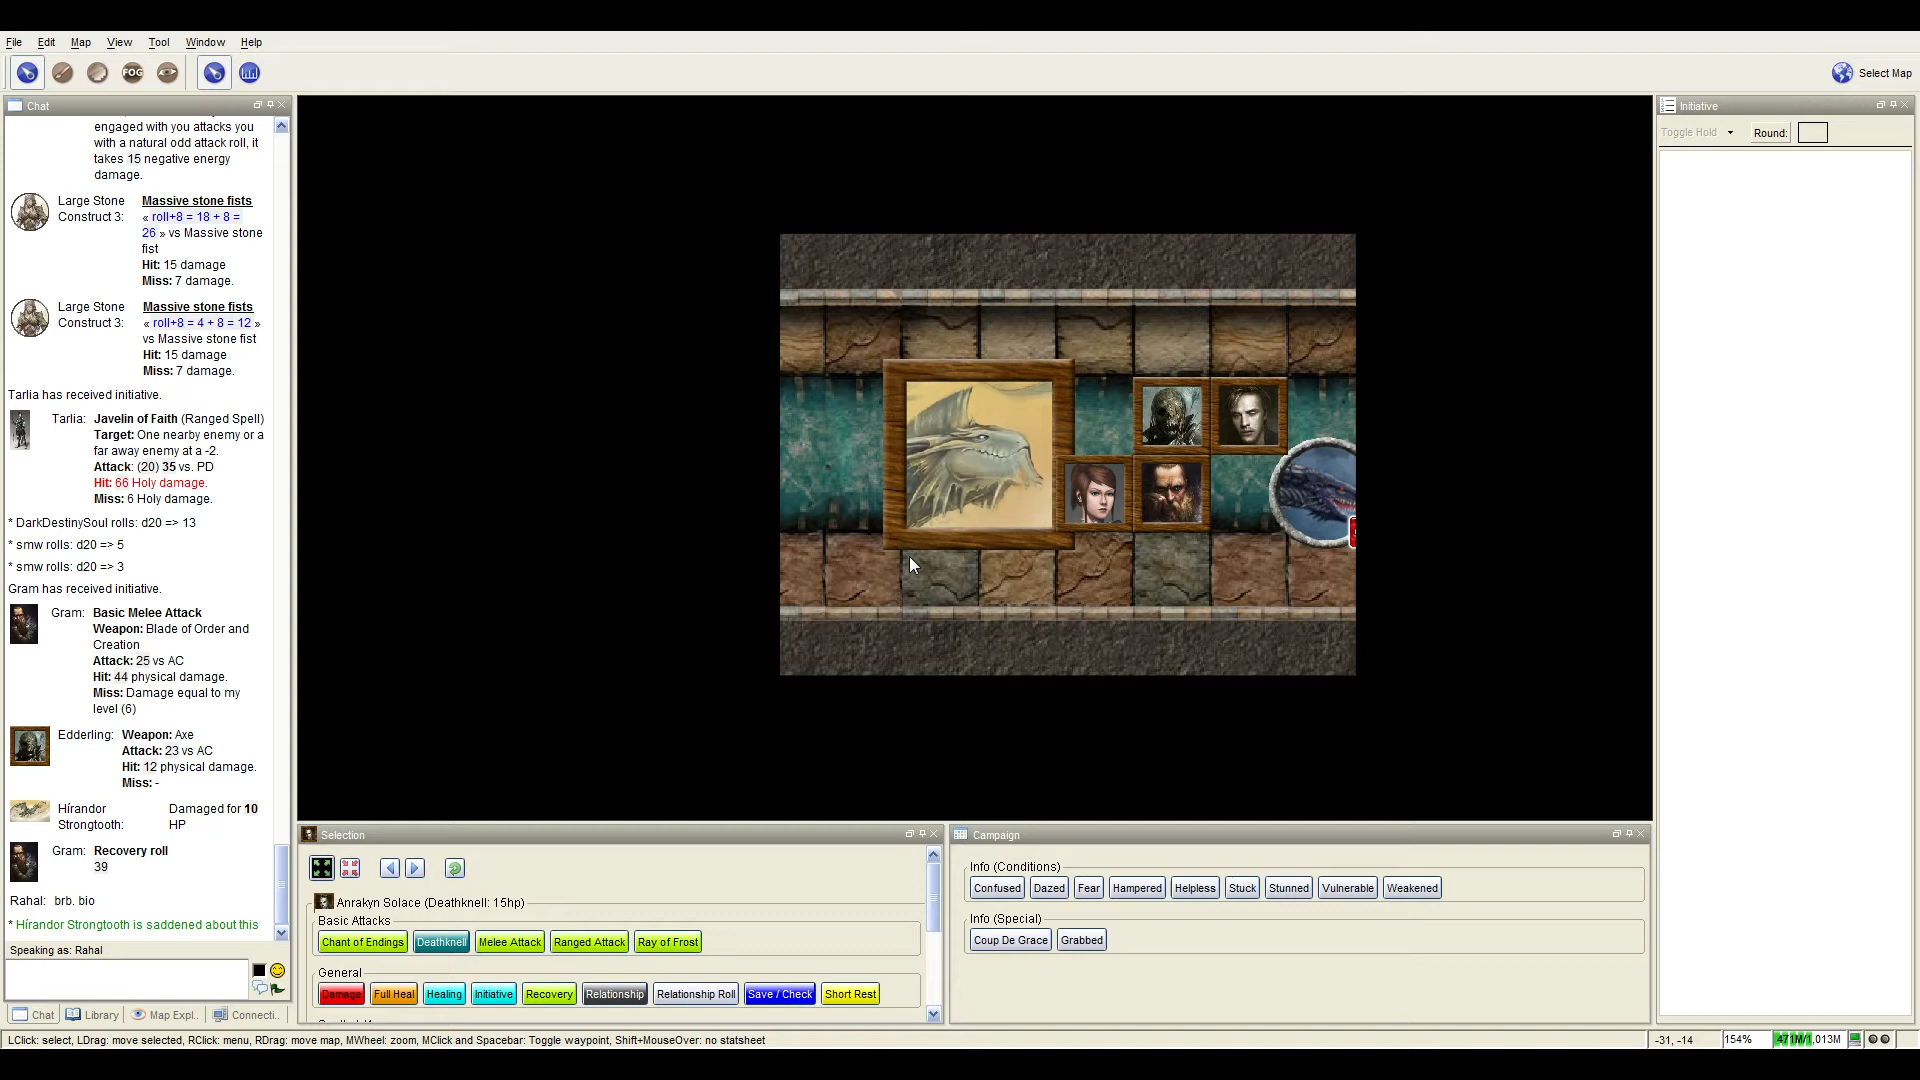 File Edit Map View Tool Window Help
FOG
Select Map
Chat
engaged with you attacks you
with a natural odd attack roll, it
takes 15 negative energy
damage.
Large Stone
Construct 3:
Massive stone fists
« roll+8 = 18 + 8 =
26 » vs Massive stone
fist
Hit: 15 damage
Miss: 7 damage.
Large Stone
Construct 3:
Massive stone fists
« roll+8 = 4 + 8 = 12 »
vs Massive stone fist
Hit: 15 damage
Miss: 7 damage.
Tarlia has received initiative.
Tarlia: Javelin of Faith (Ranged Spell)
Target: One nearby enemy or a
far away enemy at a -2.
Attack: (20) 35 vs. PD
Hit: 66 Holy damage.
Miss: 6 Holy damage.
* DarkDestinySoul rolls: d20 => 13
* smw rolls: d20 => 5
* smw rolls: d20 => 3
Gram has received initiative.
Gram: Basic Melee Attack
Weapon: Blade of Order and
Creation
Attack: 25 vs AC
Hit: 44 physical damage.
Miss: Damage equal to my
level (6)
Edderling: Weapon: Axe
Attack: 23 vs AC
Hit: 12 physical damage.
Miss: -
Hírandor
Strongtooth:
Damaged for 10
HP
Gram: Recovery roll
39
Rahal: brb. bio
* Hírandor Strongtooth is saddened about this
Speaking as: Rahal
Chat Library Map Expl.. Connecti..
Selection
Anrakyn Solace (Deathknell: 15hp)
Basic Attacks
Chant of Endings Deathknell Melee Attack Ranged Attack Ray of Frost
General
Damage Full Heal Healing Initiative Recovery Relationship Relationship Roll Save / Check Short Rest
Campaign
Info (Conditions)
Confused Dazed Fear Hampered Helpless Stuck Stunned Vulnerable Weakened
Info (Special)
Coup De Grace Grabbed
Initiative
Toggle Hold Round:
LClick: select, LDrag: move selected, RClick: menu, RDrag: move map, MWheel: zoom, MClick and Spacebar: Toggle waypoint, Shift+MouseOver: no statsheet
-31, -14 154% 471M/1,013M